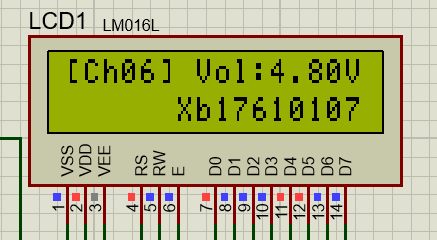 LCD1
LM016L
[Ch06] Vol:4.80V
Xb17610107
VSS VDD VEE RS RW E D0 D1 D2 D3 D4 D5 D6 D7
1 2 3 4 5 6 7 8 9 10 11 12 13 14